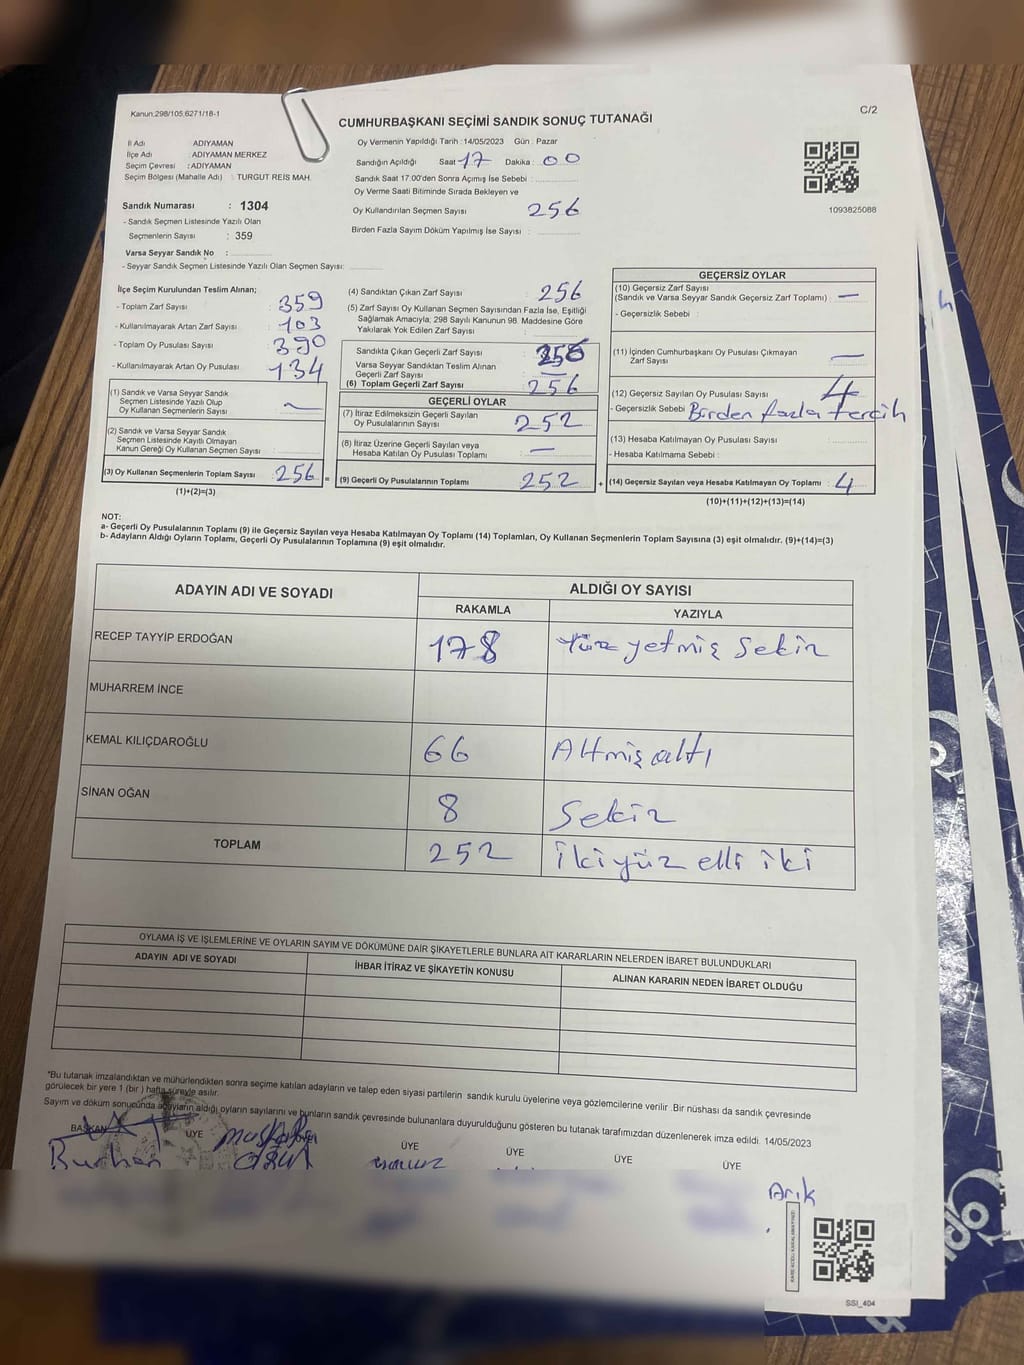 Kanun:298/105,6271/18-1
C/2
CUMHURBAŞKANI SEÇİMİ SANDIK SONUÇ TUTANAĞI
İl Adı ADIYAMAN
İlçe Adı : ADIYAMAN MERKEZ
Seçim Çevresi : ADIYAMAN
Seçim Bölgesi (Mahalle Adı) : TURGUT REİS MAH.
Sandık Numarası : 1304
- Sandık Seçmen Listesinde Yazılı Olan
Seçmenlerin Sayısı : 359
Varsa Seyyar Sandık No :
- Seyyar Sandık Seçmen Listesinde Yazılı Olan Seçmen Sayısı:
Oy Vermenin Yapıldığı Tarih :14/05/2023 Gün : Pazar
Sandığın Açıldığı Saat 17 Dakika : 00
Sandık Saat 17.00'den Sonra Açımış İse Sebebi :
Oy Verme Saati Bitiminde Sırada Bekleyen ve
Oy Kullandırılan Seçmen Sayısı 256
Birden Fazla Sayım Döküm Yapılmış İse Sayısı :
1093825088
İlçe Seçim Kurulundan Teslim Alınan;
- Toplam Zarf Sayısı : 359
- Kullanılmayarak Artan Zarf Sayısı : 103
- Toplam Oy Pusulası Sayısı : 390
- Kullanılmayarak Artan Oy Pusulası : 134
(1) Sandık ve Varsa Seyyar Sandık
Seçmen Listesinde Yazılı Olup
Oy Kullanan Seçmenlerin Sayısı : —
(2) Sandık ve Varsa Seyyar Sandık
Seçmen Listesinde Kayıtlı Olmayan
Kanun Gereği Oy Kullanan Seçmen Sayısı :
(3) Oy Kullanan Seçmenlerin Toplam Sayısı : 256 =
(1)+(2)=(3)
(4) Sandıktan Çıkan Zarf Sayısı : 256
(5) Zarf Sayısı Oy Kullanan Seçmen Sayısından Fazla İse, Eşitliği
Sağlamak Amacıyla; 298 Sayılı Kanunun 98. Maddesine Göre
Yakılarak Yok Edilen Zarf Sayısı :
Sandıkta Çıkan Geçerli Zarf Sayısı : 256
Varsa Seyyar Sandıktan Teslim Alınan
Geçerli Zarf Sayısı : —
(6) Toplam Geçerli Zarf Sayısı : 256
GEÇERLİ OYLAR
(7) İtiraz Edilmeksizin Geçerli Sayılan
Oy Pusulalarının Sayısı : 252
(8) İtiraz Üzerine Geçerli Sayılan veya
Hesaba Katılan Oy Pusulası Toplamı : —
(9) Geçerli Oy Pusulalarının Toplamı : 252 +
GEÇERSİZ OYLAR
(10) Geçersiz Zarf Sayısı
(Sandık ve Varsa Seyyar Sandık Geçersiz Zarf Toplamı) : —
- Geçersizlik Sebebi :
(11) İçinden Cumhurbaşkanı Oy Pusulası Çıkmayan
Zarf Sayısı : —
(12) Geçersiz Sayılan Oy Pusulası Sayısı : 4
- Geçersizlik Sebebi : Birden fazla tercih
(13) Hesaba Katılmayan Oy Pusulası Sayısı :
- Hesaba Katılmama Sebebi :
(14) Geçersiz Sayılan veya Hesaba Katılmayan Oy Toplamı : 4
(10)+(11)+(12)+(13)=(14)
NOT:
a- Geçerli Oy Pusulalarının Toplamı (9) ile Geçersiz Sayılan veya Hesaba Katılmayan Oy Toplamı (14) Toplamları, Oy Kullanan Seçmenlerin Toplam Sayısına (3) eşit olmalıdır. (9)+(14)=(3)
b- Adayların Aldığı Oyların Toplamı, Geçerli Oy Pusulalarının Toplamına (9) eşit olmalıdır.
ADAYIN ADI VE SOYADI
ALDIĞI OY SAYISI
RAKAMLA YAZIYLA
RECEP TAYYİP ERDOĞAN 178 Yüz yetmiş sekiz
MUHARREM İNCE
KEMAL KILIÇDAROĞLU 66 Altmış altı
SİNAN OĞAN 8 Sekiz
TOPLAM 252 İkiyüz elli iki
OYLAMA İŞ VE İŞLEMLERİNE VE OYLARIN SAYIM VE DÖKÜMÜNE DAİR ŞİKAYETLERLE BUNLARA AİT KARARLARIN NELERDEN İBARET BULUNDUKLARI
ADAYIN ADI VE SOYADI İHBAR İTİRAZ VE ŞİKAYETİN KONUSU ALINAN KARARIN NEDEN İBARET OLDUĞU
*Bu tutanak imzalandıktan ve mühürlendikten sonra seçime katılan adayların ve talep eden siyasi partilerin sandık kurulu üyelerine veya gözlemcilerine verilir .Bir nüshası da sandık çevresinde
görülecek bir yere 1 (bir ) hafta süreyle asılır.
Sayım ve döküm sonucunda adayların aldığı oyların sayılarını ve bunların sandık çevresinde bulunanlara duyurulduğunu gösteren bu tutanak tarafımızdan düzenlenerek imza edildi. 14/05/2023
BAŞKAN ÜYE ÜYE ÜYE ÜYE ÜYE
Burhan
Arık
SSI_404